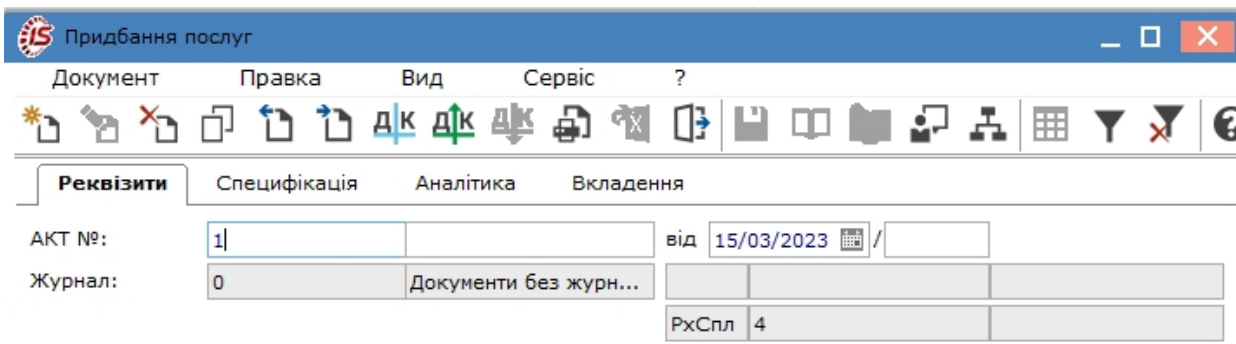 IS Придбання послуг
Документ Правка Вид Сервіс ?
Д К Д К Д К ?
Реквізити Специфікація Аналітика Вкладення
АКТ №: 1 від 15/03/2023 /
Журнал: 0 Документи без журн...
РхСпл 4